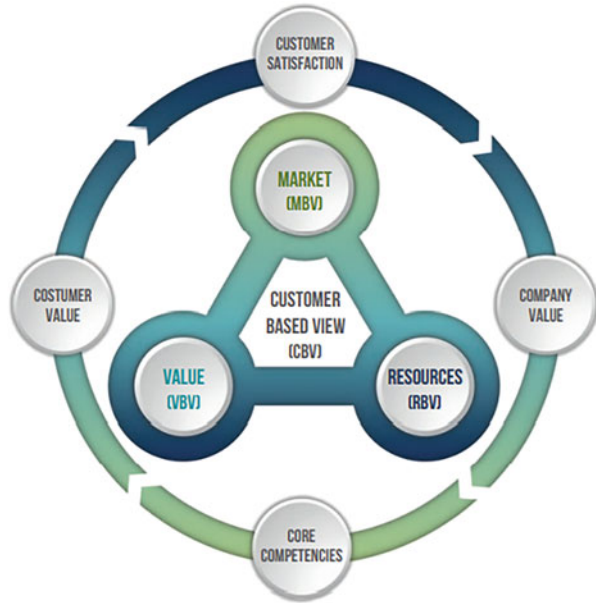 CUSTOMER
SATISFACTION
MARKET
(MBV)
COSTUMER
VALUE
CUSTOMER
BASED VIEW
(CBV)
COMPANY
VALUE
VALUE
(VBV)
RESOURCES
(RBV)
CORE
COMPETENCIES